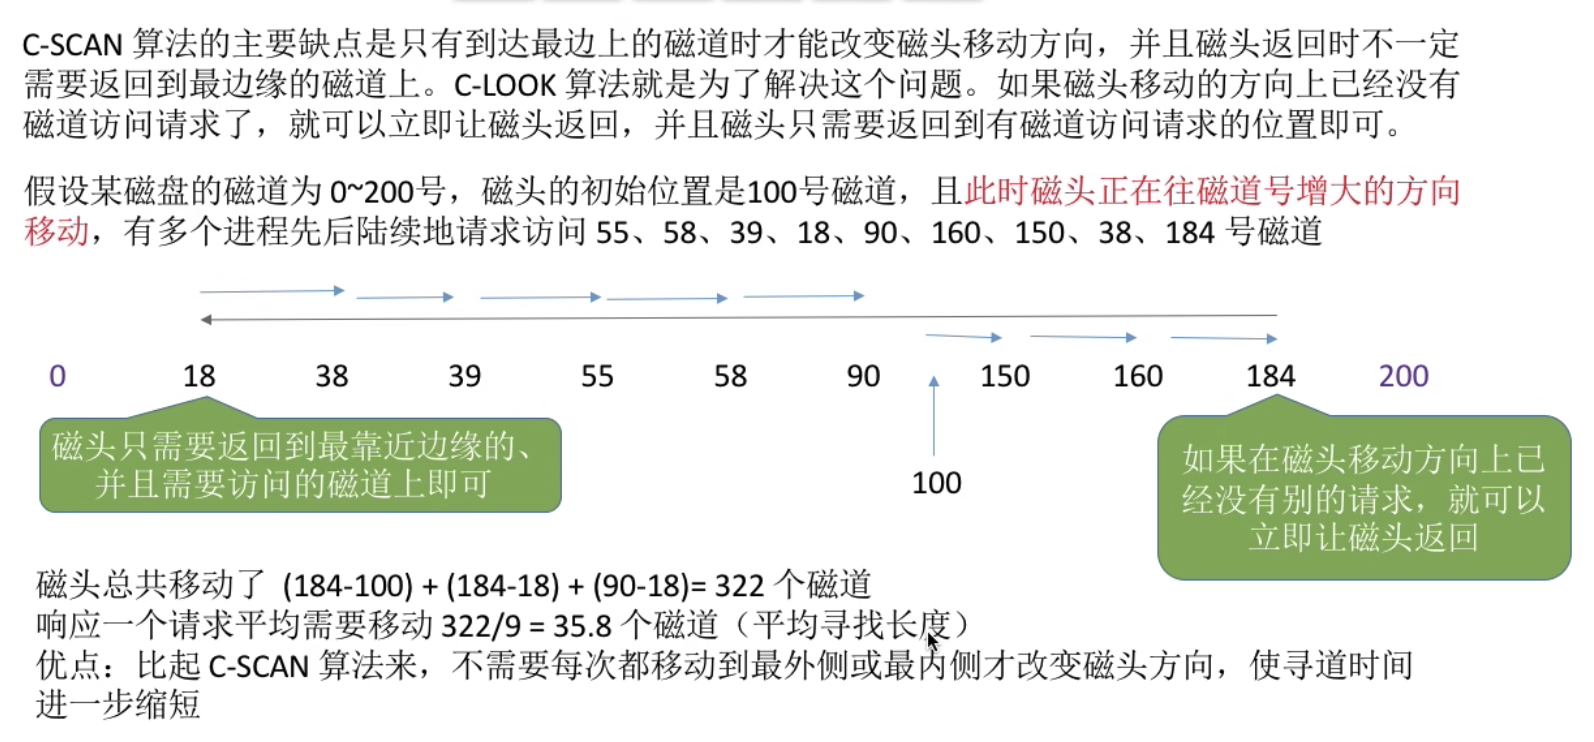 C-SCAN 算法的主要缺点是只有到达最边上的磁道时才能改变磁头移动方向，并且磁头返回时不一定
需要返回到最边缘的磁道上。C-LOOK 算法就是为了解决这个问题。如果磁头移动的方向上已经没有
磁道访问请求了，就可以立即让磁头返回，并且磁头只需要返回到有磁道访问请求的位置即可。
假设某磁盘的磁道为 0~200号，磁头的初始位置是100号磁道，且此时磁头正在往磁道号增大的方向
移动，有多个进程先后陆续地请求访问 55、58、39、18、90、160、150、38、184 号磁道
0 18 38 39 55 58 90 150 160 184 200
磁头只需要返回到最靠近边缘的、
并且需要访问的磁道上即可
100
如果在磁头移动方向上已
经没有别的请求，就可以
立即让磁头返回
磁头总共移动了 (184-100) + (184-18) + (90-18)= 322 个磁道
响应一个请求平均需要移动 322/9 = 35.8 个磁道（平均寻找长度）
优点：比起 C-SCAN 算法来，不需要每次都移动到最外侧或最内侧才改变磁头方向，使寻道时间
进一步缩短